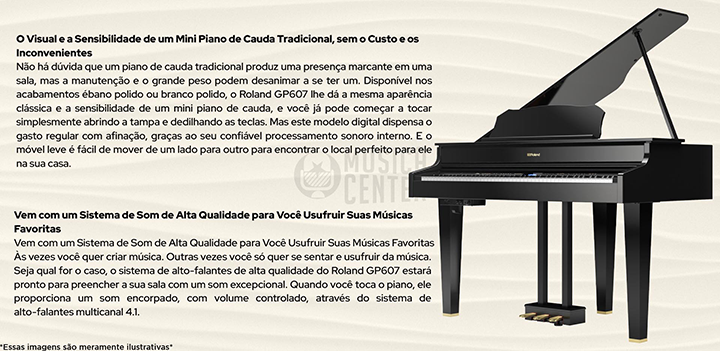 O Visual e a Sensibilidade de um Mini Piano de Cauda Tradicional, sem o Custo e os
Inconvenientes
Não há dúvida que um piano de cauda tradicional produz uma presença marcante em uma
sala, mas a manutenção e o grande peso podem desanimar a se ter um. Disponível nos
acabamentos ébano polido ou branco polido, o Roland GP607 lhe dá a mesma aparência
clássica e a sensibilidade de um mini piano de cauda, e você já pode começar a tocar
simplesmente abrindo a tampa e dedilhando as teclas. Mas este modelo digital dispensa o
gasto regular com afinação, graças ao seu confiável processamento sonoro interno. E o
móvel leve é fácil de mover de um lado para outro para encontrar o local perfeito para ele
na sua casa.
MUSICAL
CENTER
Roland
Vem com um Sistema de Som de Alta Qualidade para Você Usufruir Suas Músicas
Favoritas
Vem com um Sistema de Som de Alta Qualidade para Você Usufruir Suas Músicas Favoritas
Às vezes você quer criar música. Outras vezes você só quer se sentar e usufruir da música.
Seja qual for o caso, o sistema de alto-falantes de alta qualidade do Roland GP607 estará
pronto para preencher a sua sala com um som excepcional. Quando você toca o piano, ele
proporciona um som encorpado, com volume controlado, através do sistema de
alto-falantes multicanal 4.1.
*Essas imagens são meramente ilustrativas*